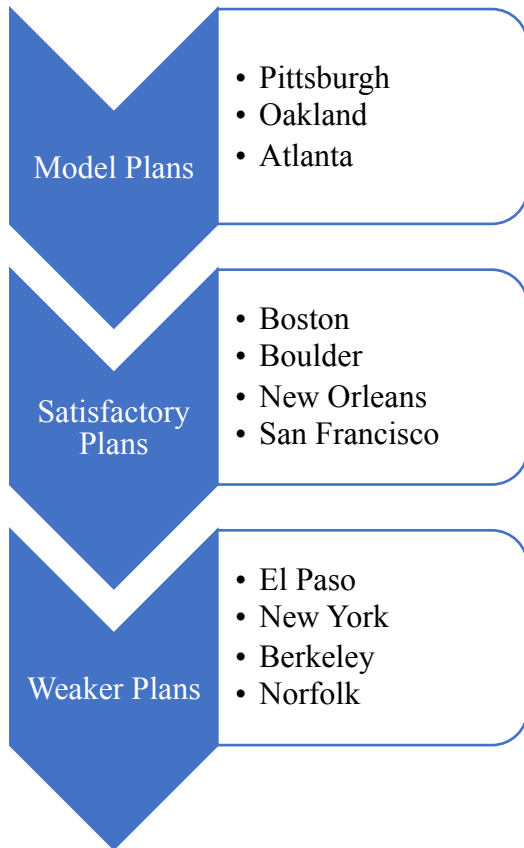 Model Plans
• Pittsburgh
• Oakland
• Atlanta
Satisfactory
Plans
• Boston
• Boulder
• New Orleans
• San Francisco
Weaker Plans
• El Paso
• New York
• Berkeley
• Norfolk